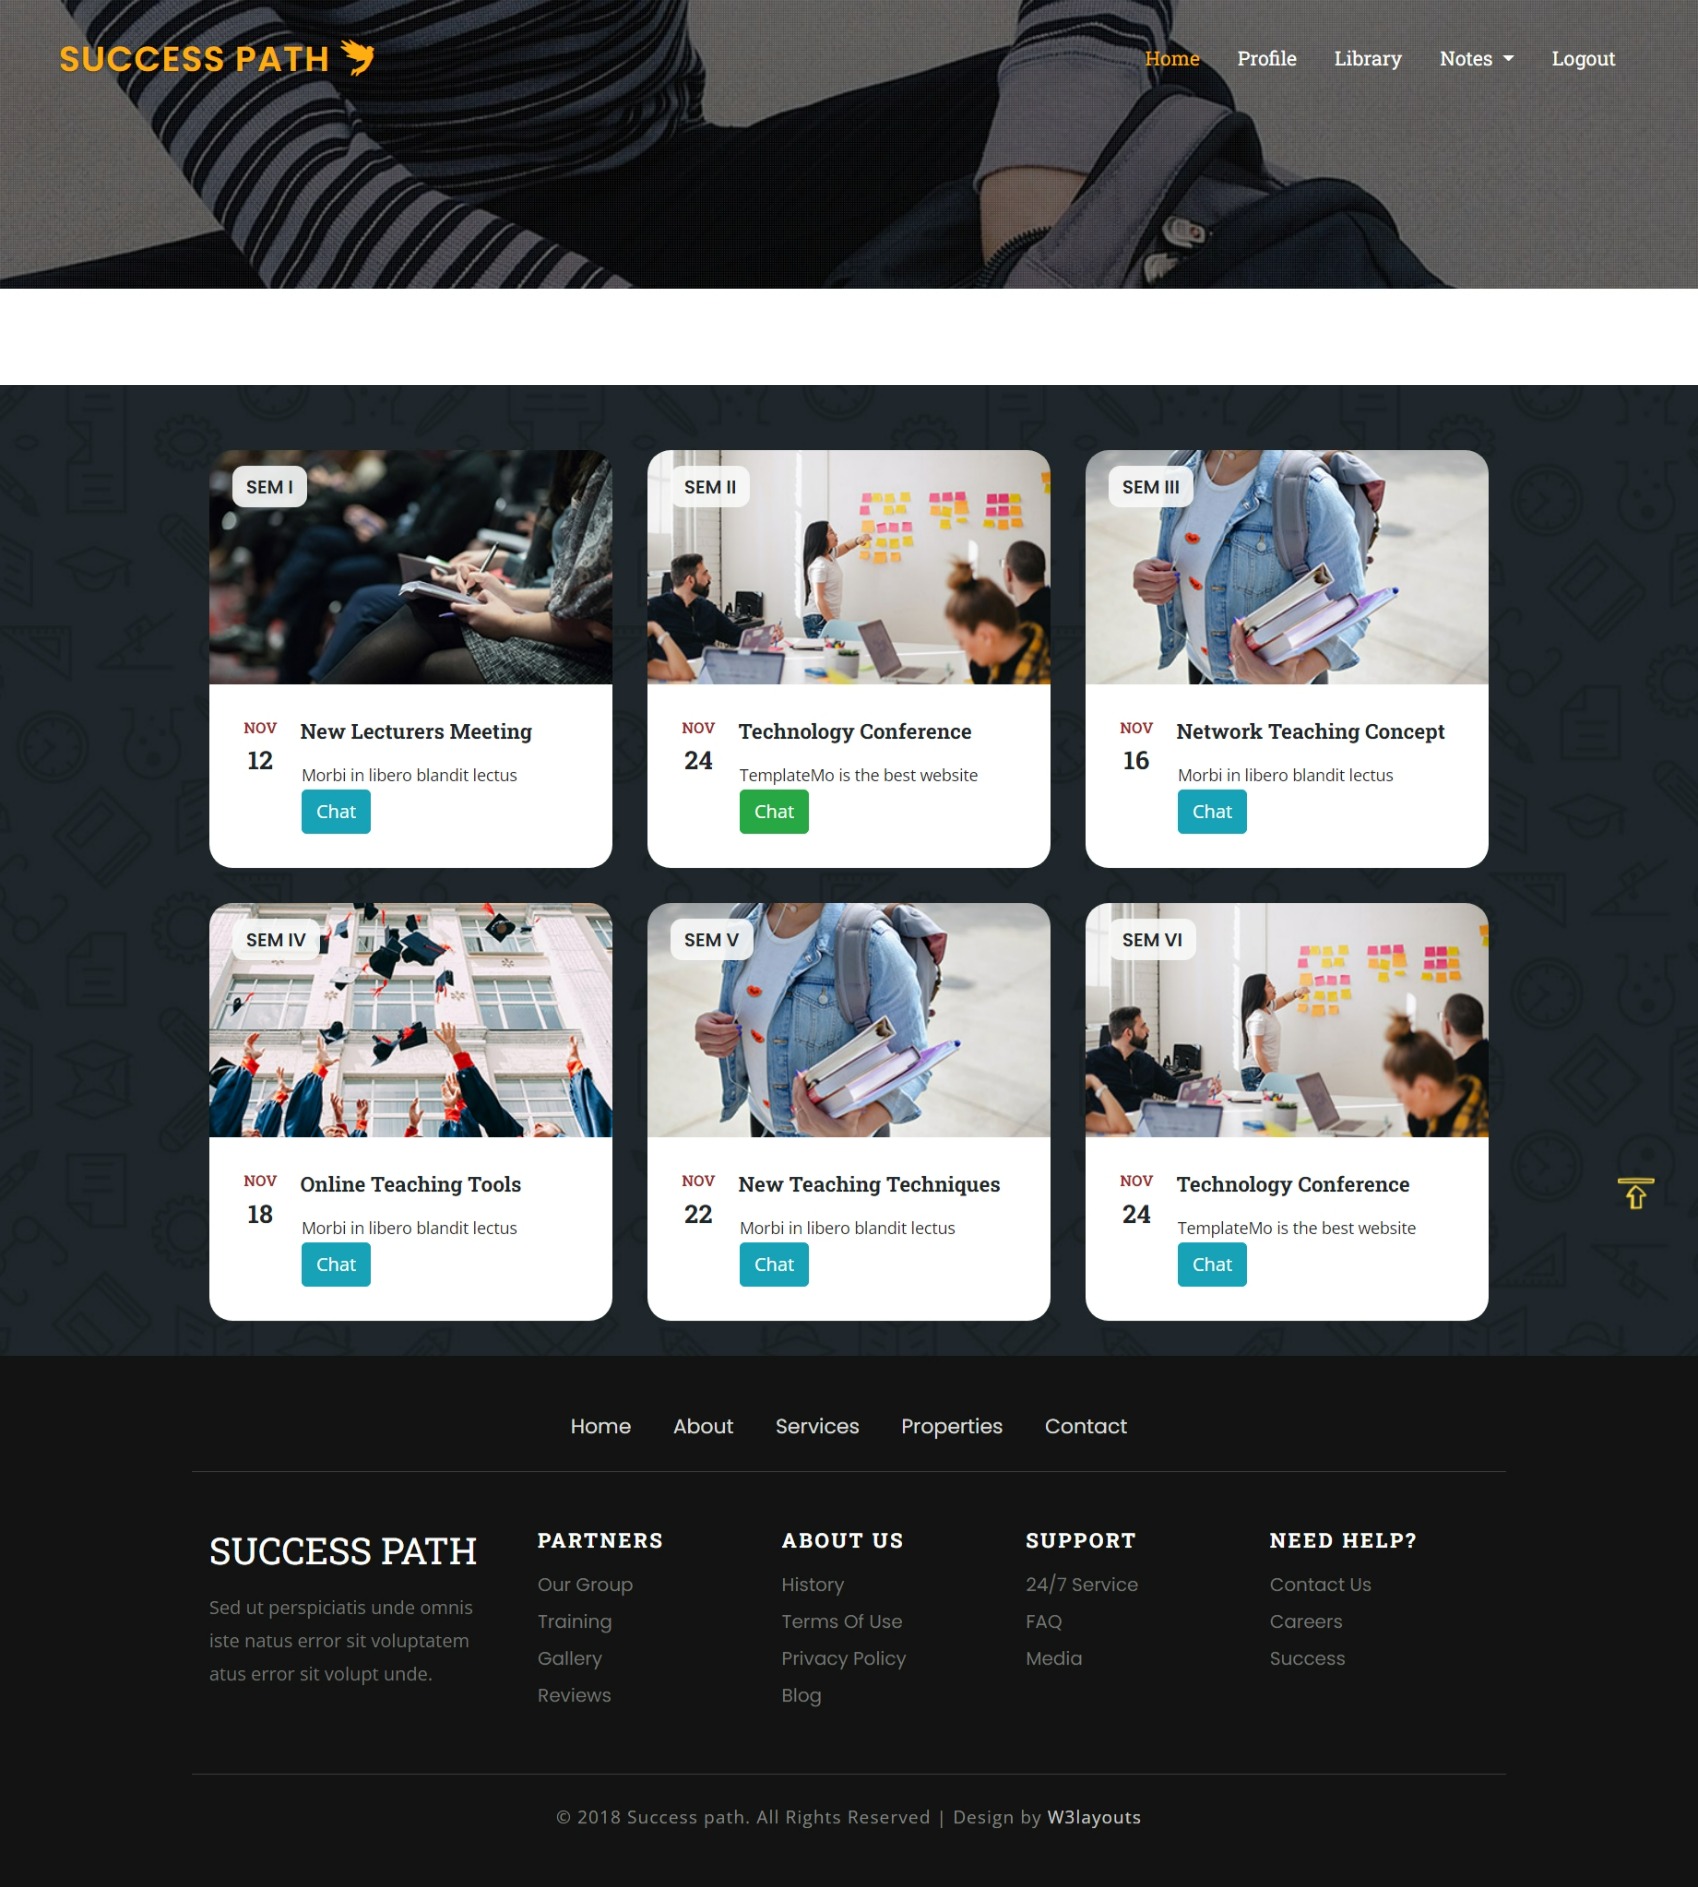 SUCCESS PATH
Home Profile Library Notes Logout
SEM I
NOV
12
New Lecturers Meeting
Morbi in libero blandit lectus
Chat
SEM II
NOV
24
Technology Conference
TemplateMo is the best website
Chat
SEM III
NOV
16
Network Teaching Concept
Morbi in libero blandit lectus
Chat
SEM IV
NOV
18
Online Teaching Tools
Morbi in libero blandit lectus
Chat
SEM V
NOV
22
New Teaching Techniques
Morbi in libero blandit lectus
Chat
SEM VI
NOV
24
Technology Conference
TemplateMo is the best website
Chat
Home About Services Properties Contact
SUCCESS PATH
Sed ut perspiciatis unde omnis
iste natus error sit voluptatem
atus error sit volupt unde.
PARTNERS
Our Group
Training
Gallery
Reviews
ABOUT US
History
Terms Of Use
Privacy Policy
Blog
SUPPORT
24/7 Service
FAQ
Media
NEED HELP?
Contact Us
Careers
Success
© 2018 Success path. All Rights Reserved | Design by W3layouts